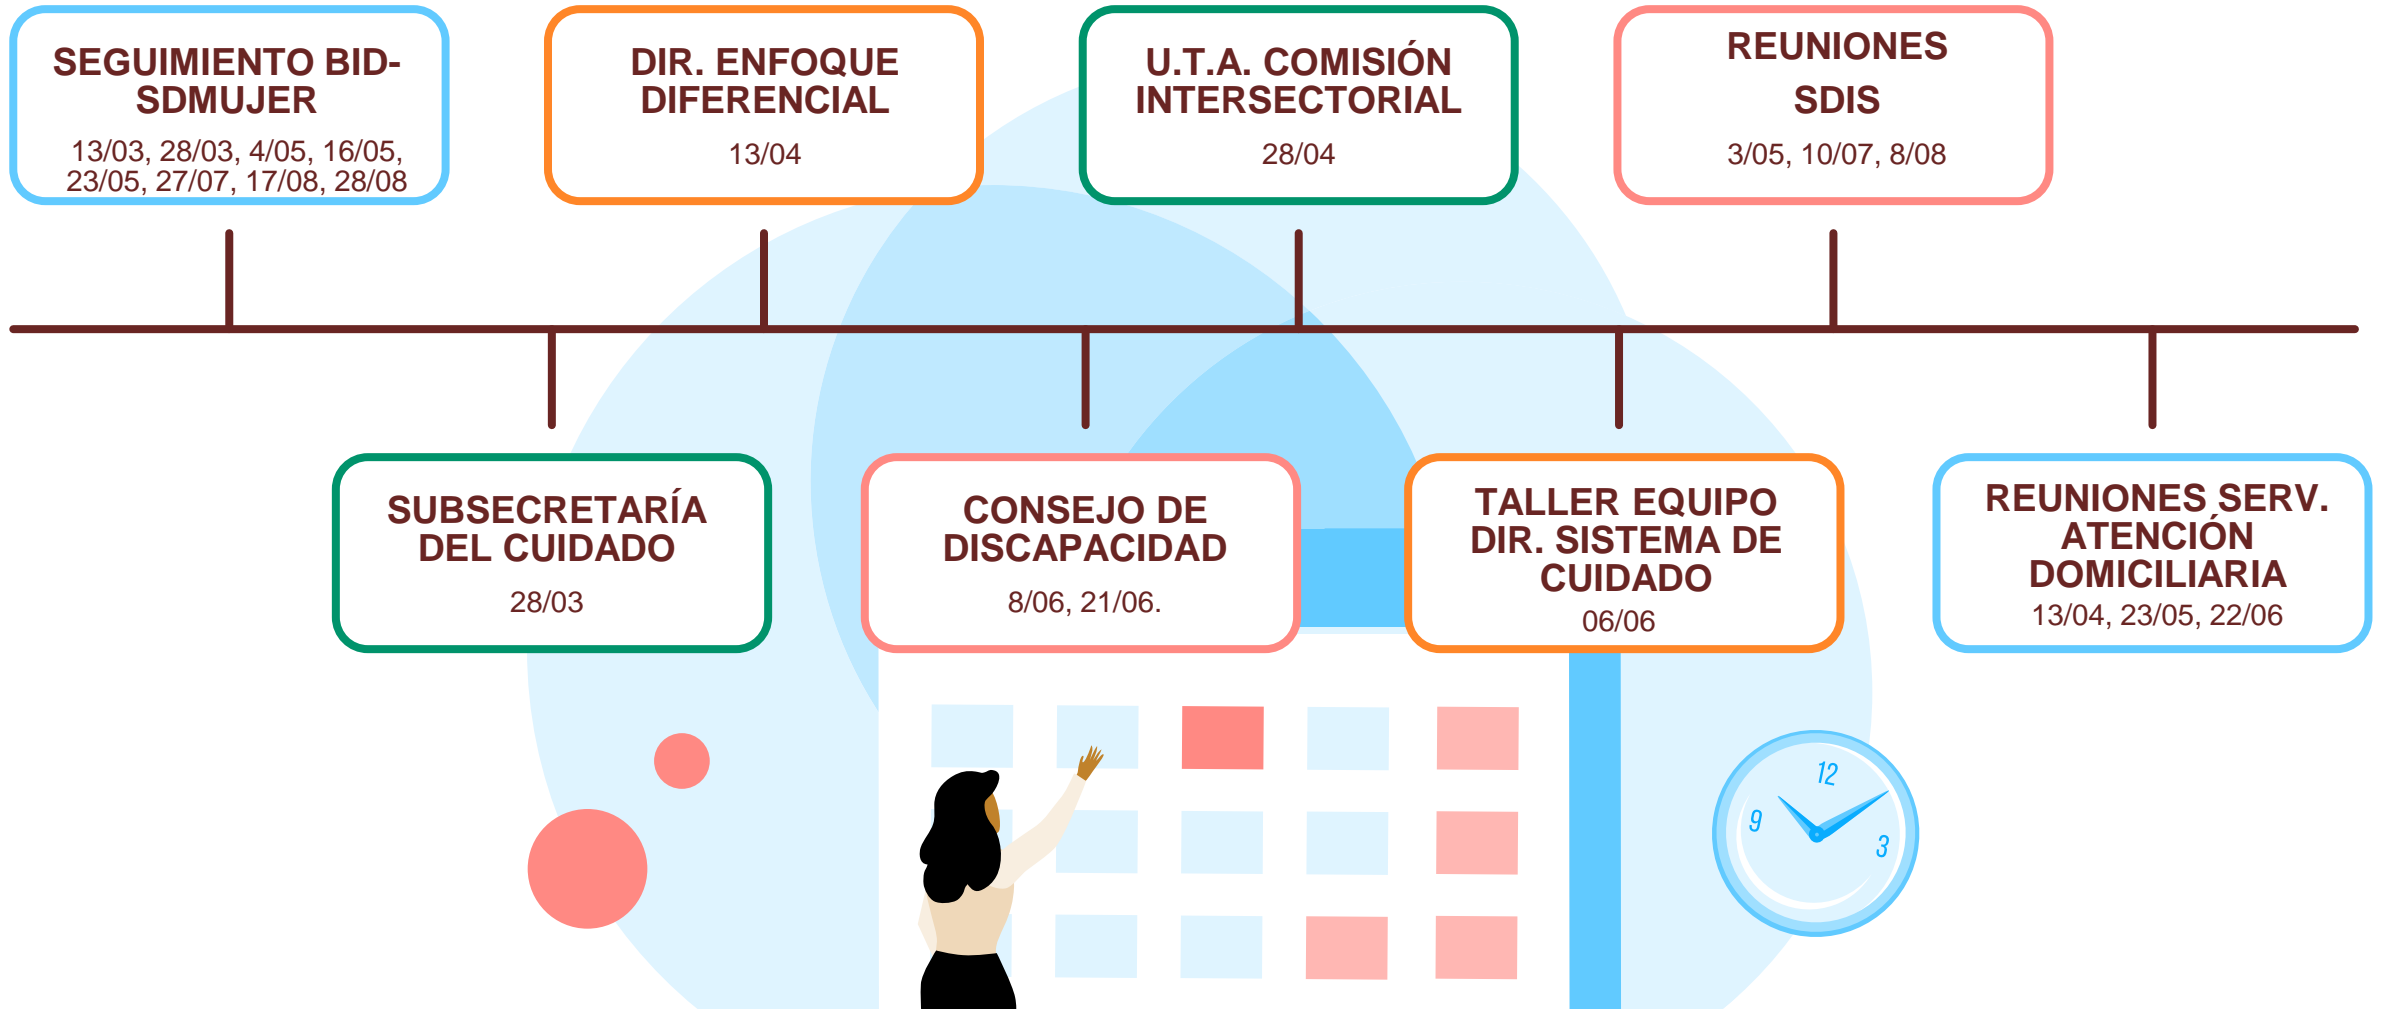 SEGUIMIENTO BID-
SDMUJER
13/03, 28/03, 4/05, 16/05,
23/05, 27/07, 17/08, 28/08
DIR. ENFOQUE
DIFERENCIAL
13/04
U.T.A. COMISIÓN
INTERSECTORIAL
28/04
REUNIONES
SDIS
3/05, 10/07, 8/08
SUBSECRETARÍA
DEL CUIDADO
28/03
CONSEJO DE
DISCAPACIDAD
8/06, 21/06.
TALLER EQUIPO
DIR. SISTEMA DE
CUIDADO
06/06
REUNIONES SERV.
ATENCIÓN
DOMICILIARIA
13/04, 23/05, 22/06
12
9
3